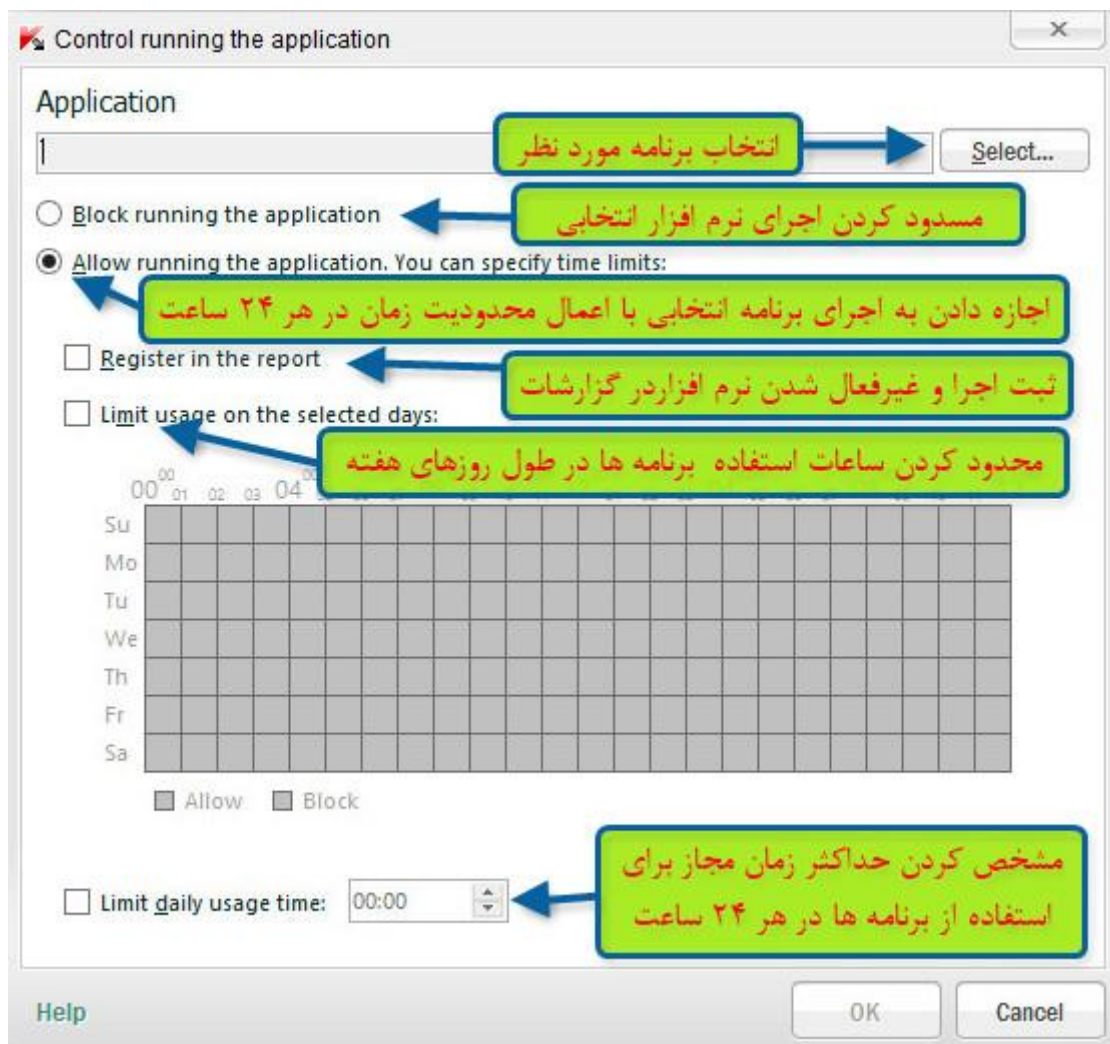 Control running the application
Application
Select...
انتخاب برنامه مورد نظر
Block running the application
مسدود کردن اجرای نرم افزار انتخابی
Allow running the application. You can specify time limits:
اجازه دادن به اجرای برنامه انتخابی با اعمال محدودیت زمان در هر ۲۴ ساعت
Register in the report
ثبت اجرا و غیرفعال شدن نرم افزاردر گزارشات
Limit usage on the selected days:
محدود کردن ساعات استفاده برنامه ها در طول روزهای هفته
00 00 01 02 03 04
Su
Mo
Tu
We
Th
Fr
Sa
Allow Block
مشخص کردن حداکثر زمان مجاز برای
استفاده از برنامه ها در هر ۲۴ ساعت
Limit daily usage time: 00:00
Help OK Cancel